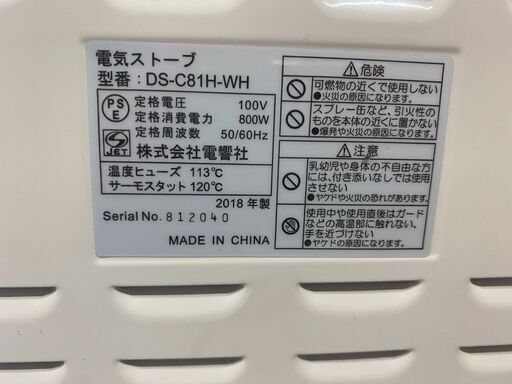 電気ストーブ
型番: DS-C81H-WH
PS
E
定格電圧 100V
定格消費電力 800W
定格周波数 50/60Hz
S
JET
株式会社電響社
温度ヒューズ 113℃
サーモスタット 120℃
2018 年製
Serial No. 812040
MADE IN CHINA
⚠危険
可燃物の近くで使用しない
●火災の原因になります。
スプレー缶など、引火性の
ものを本体の近くに置かない
●爆発や火災の原因になります。
⚠注意
乳幼児や身体の不自由な方
には、付き添いなしでは使用
させない
●ヤケドや火災の恐れがあります。
使用中や使用直後はガード
などの高温部に触れない、
手を近づけない
●ヤケドの原因になります。